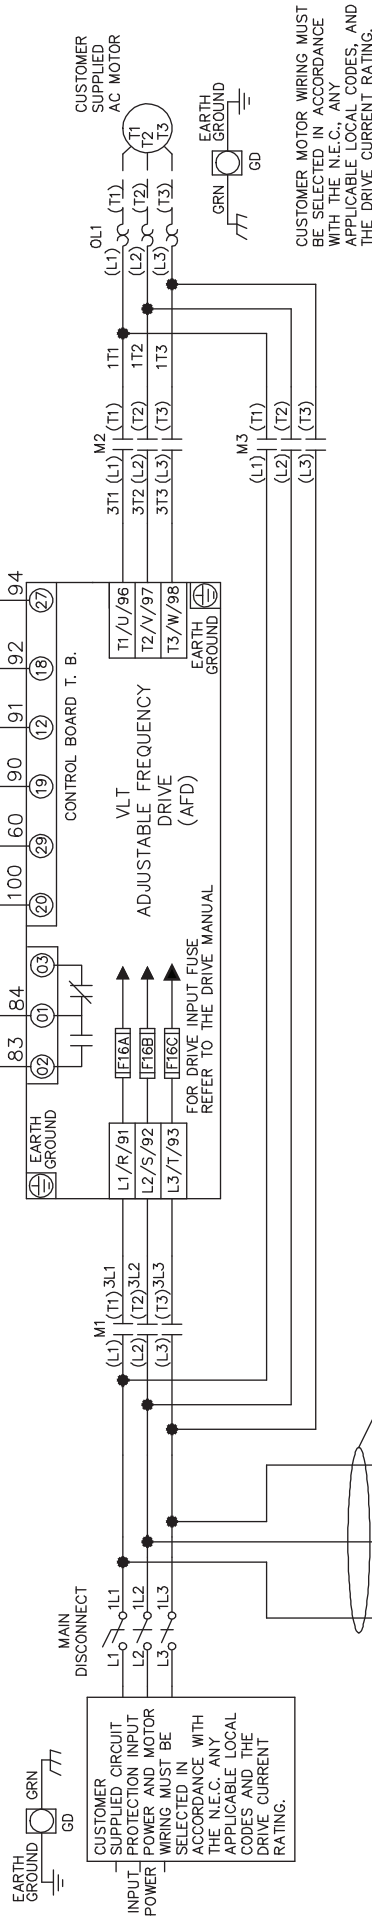 EARTH
GROUND
GRN
GD
INPUT
POWER
CUSTOMER
SUPPLIED CIRCUIT
PROTECTION INPUT
POWER AND MOTOR
WIRING MUST BE
SELECTED IN
ACCORDANCE WITH
THE N.E.C. ANY
APPLICABLE LOCAL
CODES AND THE
DRIVE CURRENT
RATING.
MAIN
DISCONNECT
L1 1L1
L2 1L2
L3 1L3
M1
(L1) (T1) 3L1
(L2) (T2) 3L2
(L3) (T3) 3L3
EARTH
GROUND
83 84 100 60 90 91 92 94
02 01 03 20 29 19 12 18 27
CONTROL BOARD T. B.
L1/R/91
L2/S/92
L3/T/93
F16A
F16B
F16C
FOR DRIVE INPUT FUSE
REFER TO THE DRIVE MANUAL
VLT
ADJUSTABLE FREQUENCY
DRIVE
(AFD)
T1/U/96
T2/V/97
T3/W/98
EARTH
GROUND
M2
3T1 (L1) (T1) 1T1
3T2 (L2) (T2) 1T2
3T3 (L3) (T3) 1T3
M3
(L1) (T1)
(L2) (T2)
(L3) (T3)
OL1
(L1) (T1)
(L2) (T2)
(L3) (T3)
CUSTOMER
SUPPLIED
AC MOTOR
T1
T2
T3
GRN
EARTH
GROUND
GD
CUSTOMER MOTOR WIRING MUST
BE SELECTED IN ACCORDANCE
WITH THE N.E.C., ANY
APPLICABLE LOCAL CODES, AND
THE DRIVE CURRENT RATING.